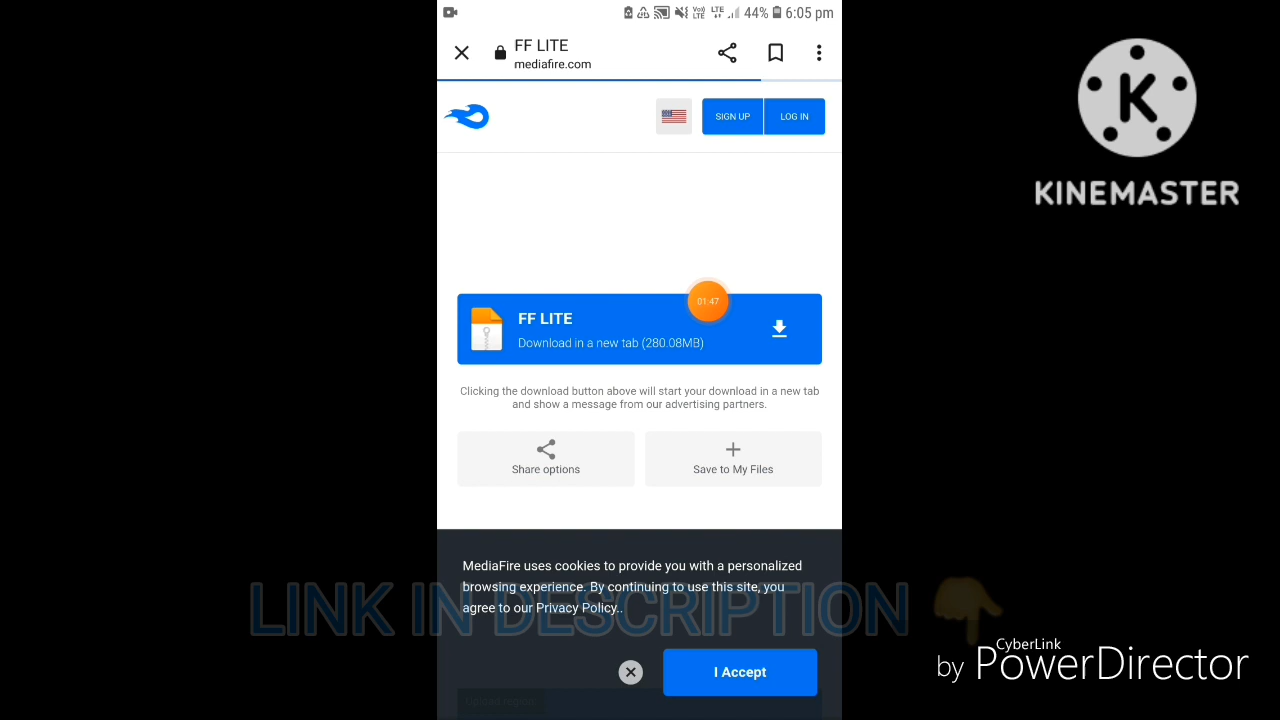 44% 6:05 pm
FF LITE
mediafire.com
SIGN UP
LOG IN
K
KINEMASTER
01:47
FF LITE
Download in a new tab (280.08MB)
Clicking the download button above will start your download in a new tab
and show a message from our advertising partners.
Share options
Save to My Files
MediaFire uses cookies to provide you with a personalized
browsing experience. By continuing to use this site, you
agree to our Privacy Policy..
LINK IN DESCRIPTION
I Accept
CyberLink
by PowerDirector